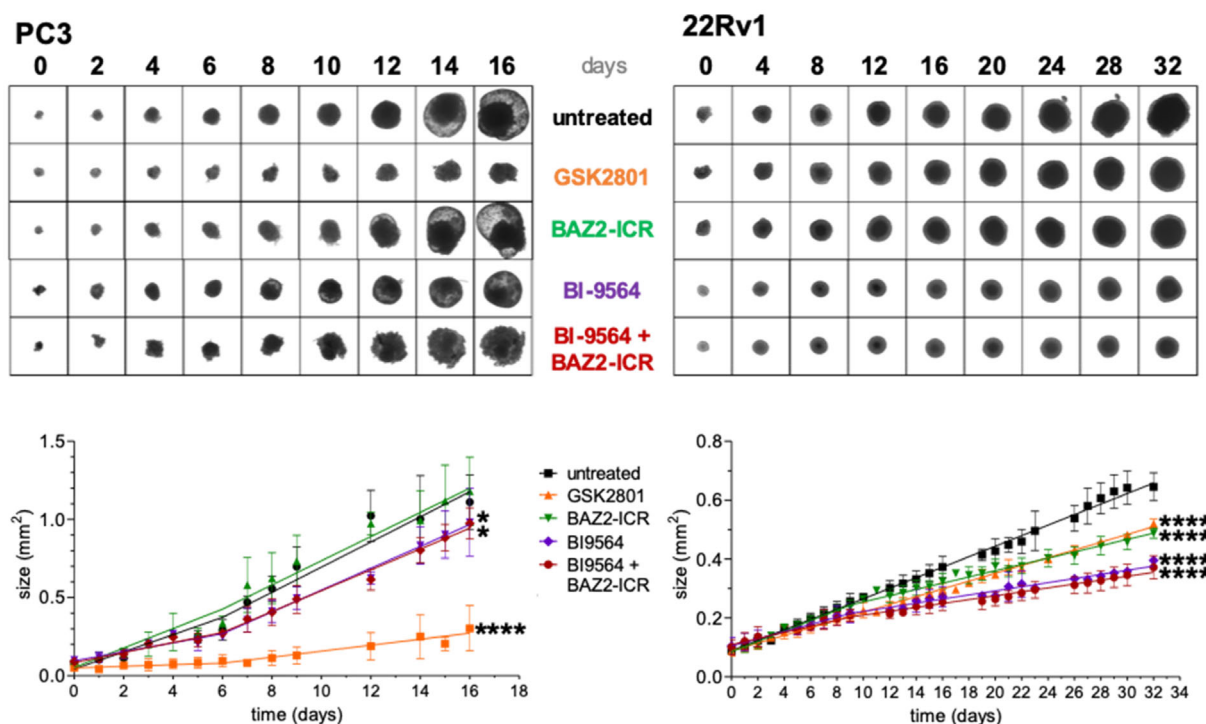 PC3
22Rv1
0 2 4 6 8 10 12 14 16 days 0 4 8 12 16 20 24 28 32
untreated
GSK2801
BAZ2-ICR
BI-9564
BI-9564 +
BAZ2-ICR
1.5
1.0
0.5
0.0
size (mm²)
0 2 4 6 8 10 12 14 16 18
time (days)
*
*
****
untreated
GSK2801
BAZ2-ICR
BI9564
BI9564 +
BAZ2-ICR
0.8
0.6
0.4
0.2
0.0
size (mm²)
0 2 4 6 8 10 12 14 16 18 20 22 24 26 28 30 32 34
time (days)
****
****
****
****